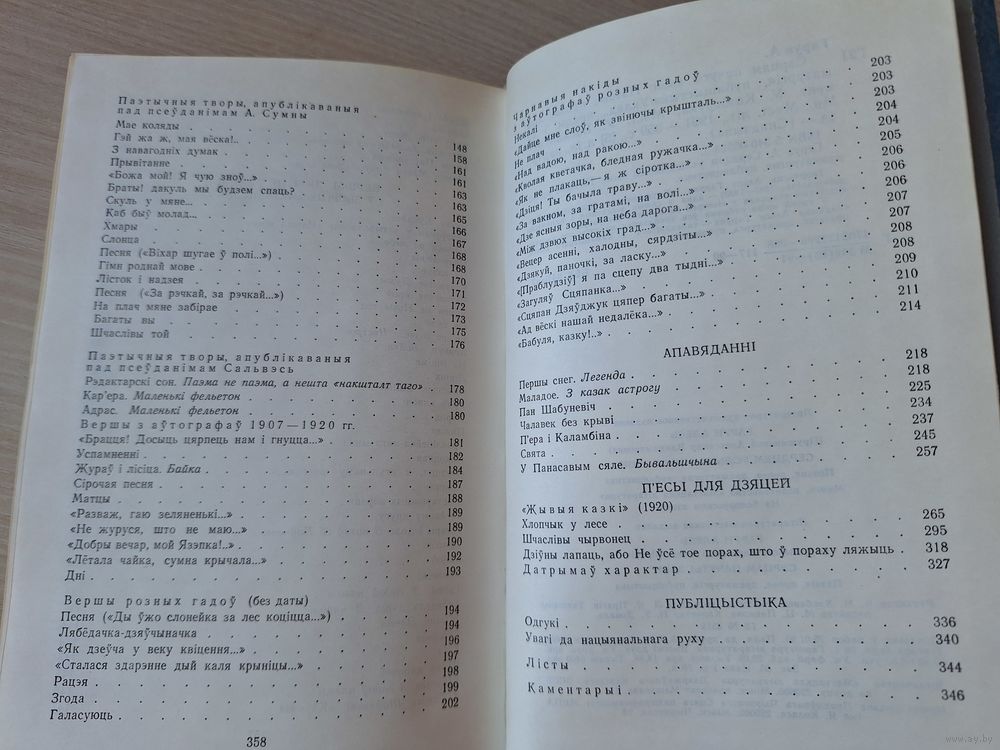 Паэтычныя творы, апублікаваныя
пад псеўданімам А. Сумны
Мае коляды 148
Гэй жа ж, мая вёска!.. 158
З навагодніх думак 161
Прывітанне 161
«Божа мой! Я чую зноў...» 163
Браты! дакуль мы будзем спаць? 163
Скуль у мяне... 165
Каб быў молад... 166
Хмары 167
Слонца 168
Песня («Віхар шугае ў полі...») 168
Гімн роднай мове 170
Лісток і надзея 171
Песня («За рэчкай, за рэчкай...») 172
На плач мяне забірае 173
Багаты вы 175
Шчаслівы той 176
Паэтычныя творы, апублікаваныя
пад псеўданімам Сальвэсь
Рэдактарскі сон. Паэма не паэма, а нешта «накшталт таго» 178
Кар'ера. Маленькі фельетон 180
Адрас. Маленькі фельетон 180
Вершы з аўтографаў 1907—1920 гг.
«Брацця! Досыць цярпець нам і гнуцца...» 181
Успамненні 182
Жураў і лісіца. Байка 184
Сірочая песня 187
Матцы 188
«Разваж, гаю зеляненькі...» 189
«Не журуся, што не маю...» 189
«Добры вечар, мой Язэпка!..» 190
«Лётала чайка, сумна крычала...» 192
Дні 193
Вершы розных гадоў (без даты)
Песня («Ды ўжо слонейка за лес коціцца...») 194
Лябёдачка-дзяўчыначка 194
«Як дзеўча у веку квіцення...» 196
«Сталася здарэнне дый каля крыніцы...» 197
Рацэя 198
Згода 199
Галасуюць 202
358
Чарнавыя накіды
з аўтографаў розных гадоў
Некалі 203
«Дайце мне слоў, як звінючы крышталь...» 203
Не плач 203
«Над вадою, над ракою...» 204
«Кволая кветачка, бледная ружачка...» 204
«Як не плакаць,— я ж сіротка...» 205
«Дзіця! Ты бачыла траву...» 206
«За вакном, за гратамі, на волі...» 206
«Дзе ясныя зоры, на неба дарога...» 206
«Між дзвюх высокіх град...» 207
«Вецер асенні, халодны, сярдзіты...» 207
«Дзякуй, паночкі, за ласку...» 208
«[Праблудзіў] я па сцепу два тыдні...» 208
«Загуляў Сцяпанка...» 209
«Сцяпан Дзяўджук цяпер багаты...» 210
«Ад вёскі нашай недалёка...» 211
«Бабуля, казку!..» 214
АПАВЯДАННІ
Першы снег. Легенда 218
Маладое. З казак астрогу 218
Пан Шабуневіч 225
Чалавек без крыві 234
П'ера і Каламбіна 237
Свята 245
У Панасавым сяле. Бывальшчына 257
П'ЕСЫ ДЛЯ ДЗЯЦЕЙ
«Жывыя казкі» (1920)
Хлопчык у лесе 265
Шчаслівы чырвонец 295
Дзіўны лапаць, або Не ўсё тое порах, што ў пораху ляжыць 318
Датрымаў характар 327
ПУБЛІЦЫСТЫКА
Одгукі 336
Увагі да нацыянальнага руху 340
Лісты 344
Каментарыі 346
www.ay.by